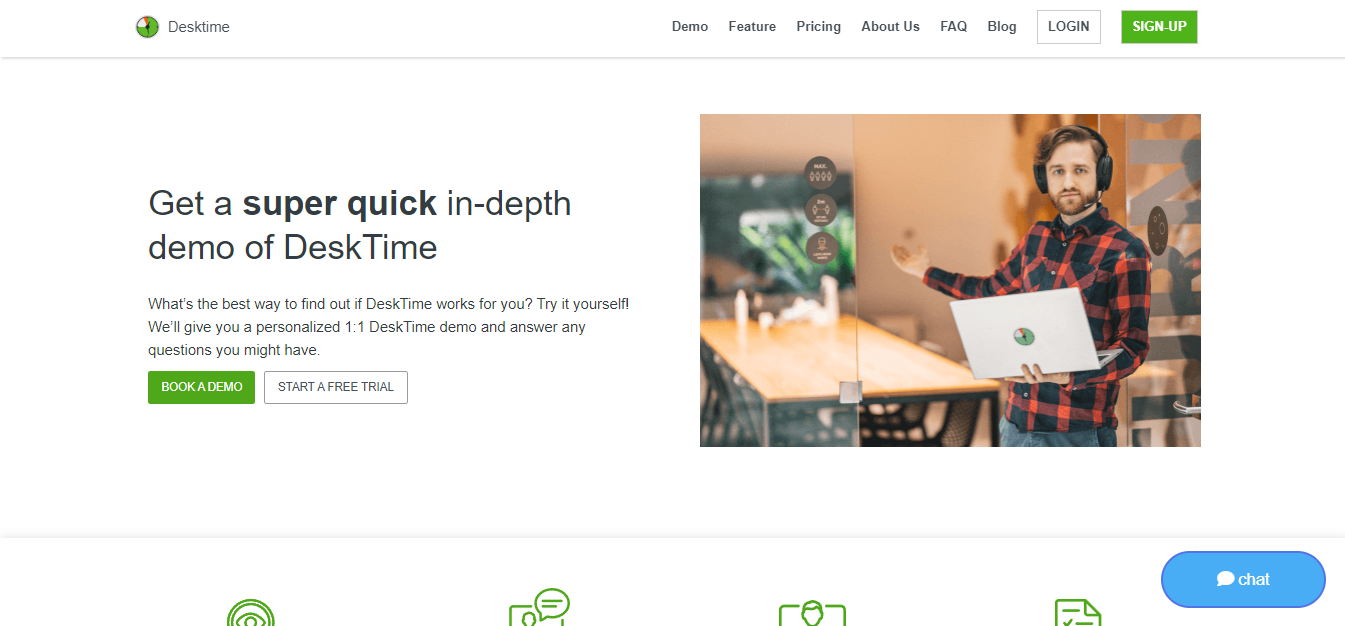 Desktime
Demo Feature Pricing About Us FAQ Blog LOGIN SIGN-UP
Get a super quick in-depth
demo of DeskTime
What's the best way to find out if DeskTime works for you? Try it yourself!
We'll give you a personalized 1:1 DeskTime demo and answer any
questions you might have.
BOOK A DEMO START A FREE TRIAL
MAX.
2m
chat